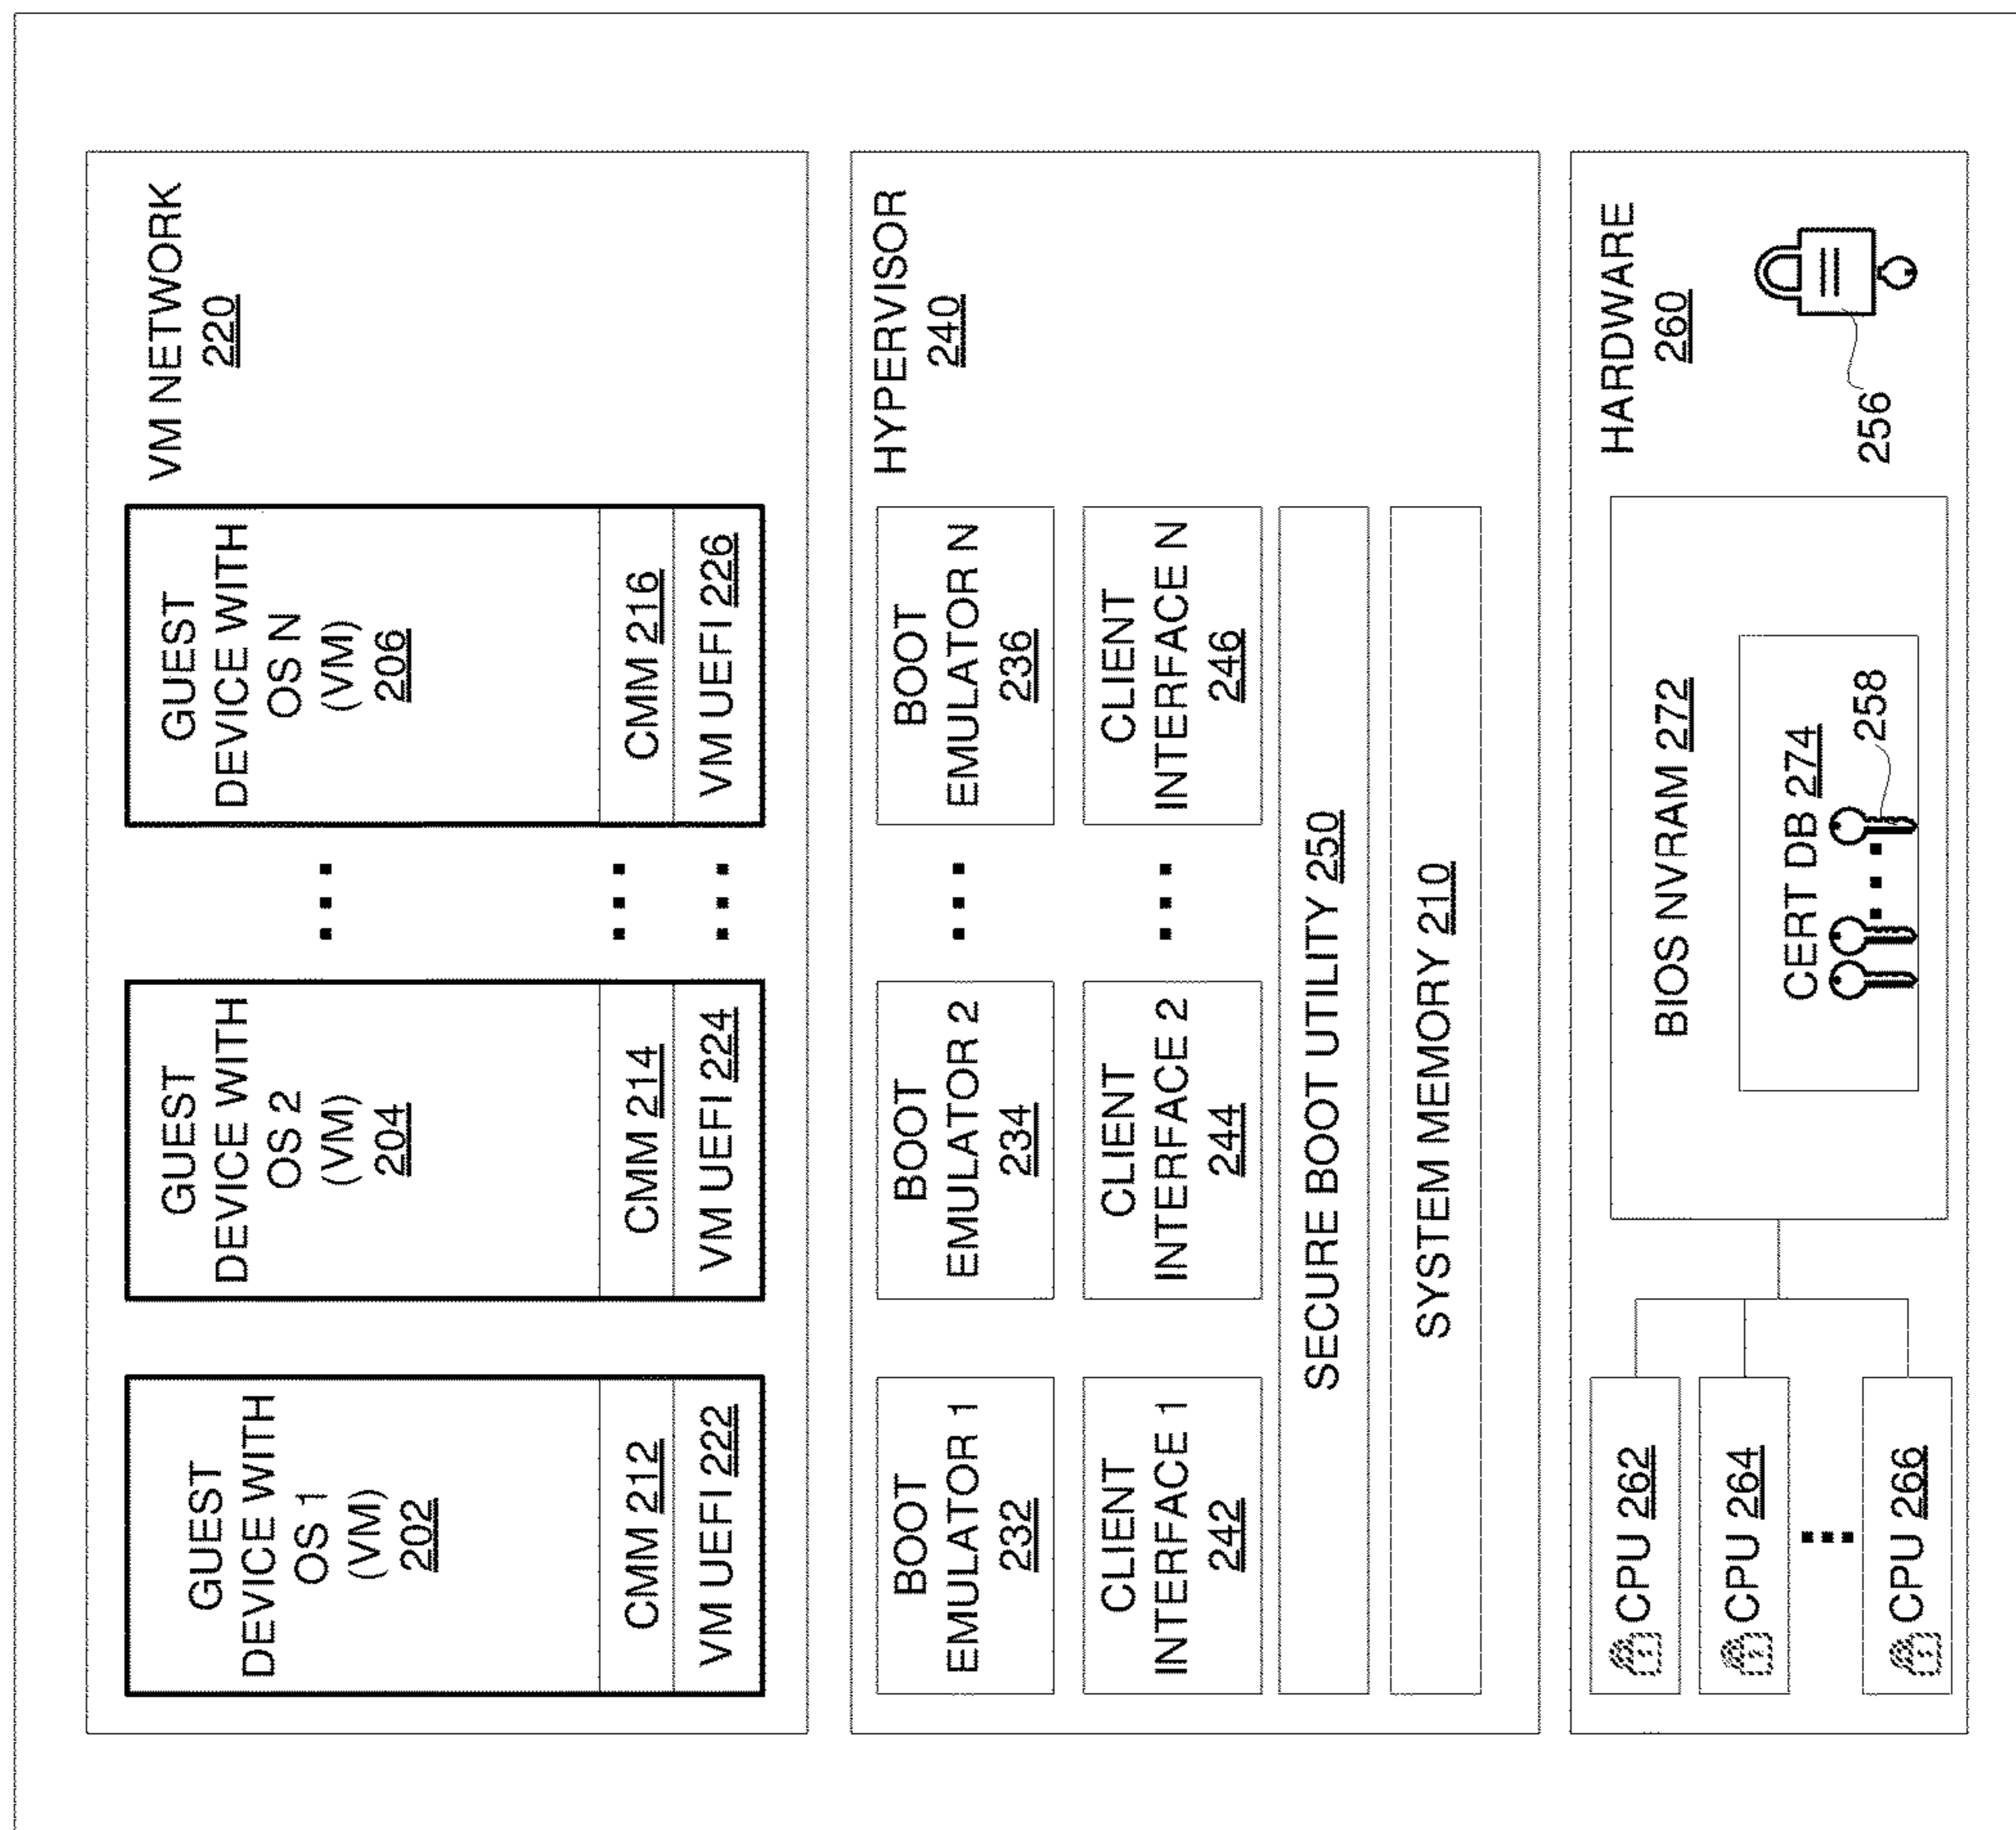 VM NETWORK
220
GUEST
DEVICE WITH
OS 1
(VM)
202
CMM 212
VM UEFI 222
GUEST
DEVICE WITH
OS 2
(VM)
204
CMM 214
VM UEFI 224
GUEST
DEVICE WITH
OS N
(VM)
206
CMM 216
VM UEFI 226
HYPERVISOR
240
BOOT
EMULATOR 1
232
BOOT
EMULATOR 2
234
BOOT
EMULATOR N
236
CLIENT
INTERFACE 1
242
CLIENT
INTERFACE 2
244
CLIENT
INTERFACE N
246
SECURE BOOT UTILITY 250
SYSTEM MEMORY 210
HARDWARE
260
CPU 262
CPU 264
CPU 266
BIOS NVRAM 272
CERT DB 274
258
256